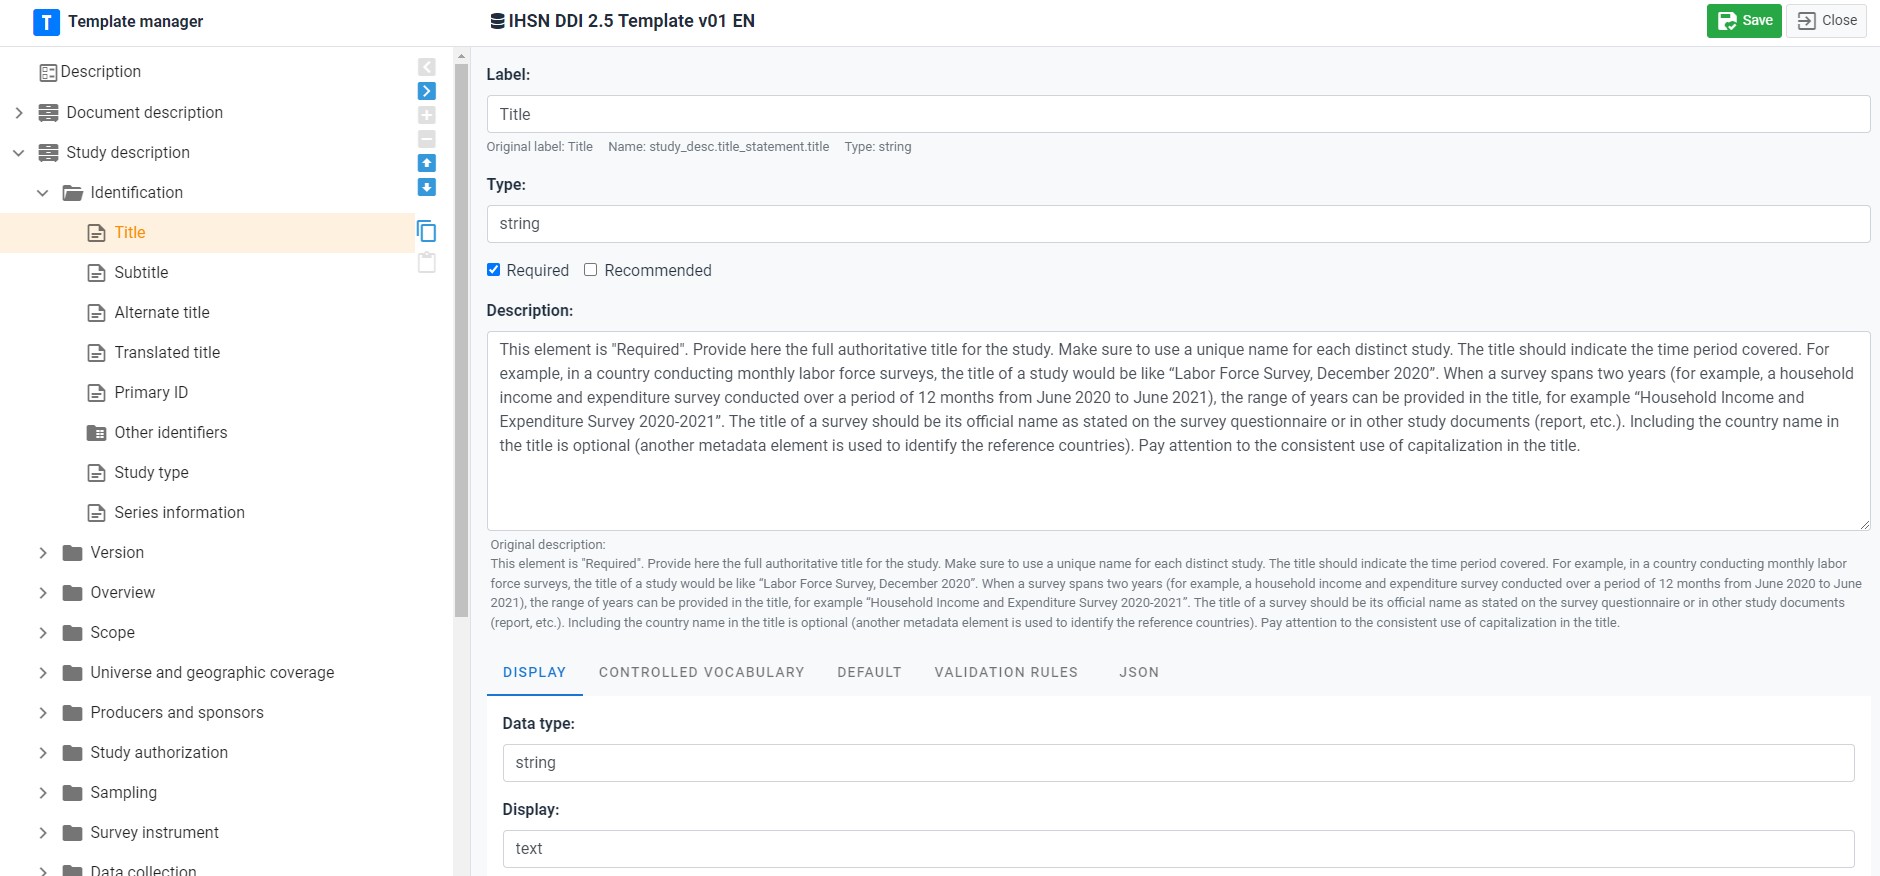 T Template manager
IHSN DDI 2.5 Template v01 EN
Save
Close
Description
Document description
Study description
Identification
Title
Subtitle
Alternate title
Translated title
Primary ID
Other identifiers
Study type
Series information
Version
Overview
Scope
Universe and geographic coverage
Producers and sponsors
Study authorization
Sampling
Survey instrument
Data collection
Label:
Title
Original label: Title Name: study_desc.title_statement.title Type: string
Type:
string
Required Recommended
Description:
This element is "Required". Provide here the full authoritative title for the study. Make sure to use a unique name for each distinct study. The title should indicate the time period covered. For
example, in a country conducting monthly labor force surveys, the title of a study would be like “Labor Force Survey, December 2020”. When a survey spans two years (for example, a household
income and expenditure survey conducted over a period of 12 months from June 2020 to June 2021), the range of years can be provided in the title, for example “Household Income and
Expenditure Survey 2020-2021”. The title of a survey should be its official name as stated on the survey questionnaire or in other study documents (report, etc.). Including the country name in
the title is optional (another metadata element is used to identify the reference countries). Pay attention to the consistent use of capitalization in the title.
Original description:
This element is "Required". Provide here the full authoritative title for the study. Make sure to use a unique name for each distinct study. The title should indicate the time period covered. For example, in a country conducting monthly labor
force surveys, the title of a study would be like “Labor Force Survey, December 2020”. When a survey spans two years (for example, a household income and expenditure survey conducted over a period of 12 months from June 2020 to June
2021), the range of years can be provided in the title, for example “Household Income and Expenditure Survey 2020-2021”. The title of a survey should be its official name as stated on the survey questionnaire or in other study documents
(report, etc.). Including the country name in the title is optional (another metadata element is used to identify the reference countries). Pay attention to the consistent use of capitalization in the title.
DISPLAY CONTROLLED VOCABULARY DEFAULT VALIDATION RULES JSON
Data type:
string
Display:
text